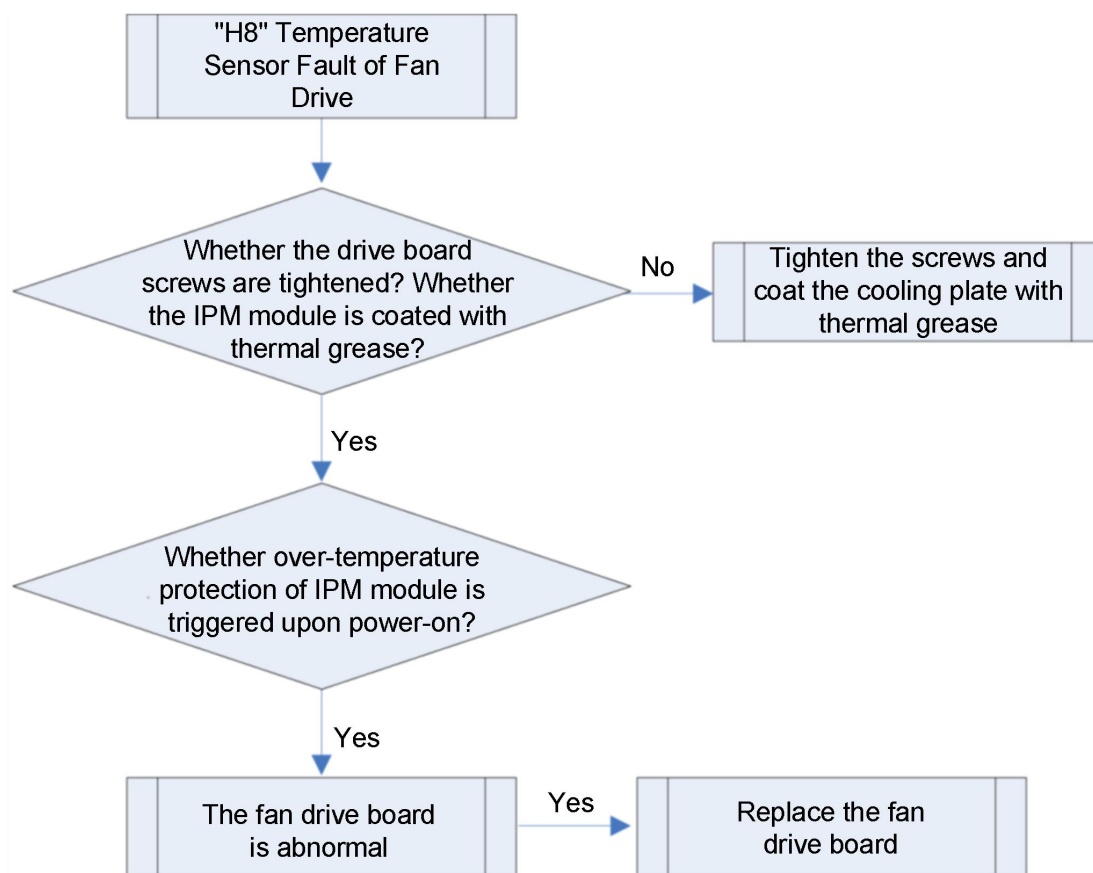 "H8" Temperature
Sensor Fault of Fan
Drive
Whether the drive board
screws are tightened? Whether
the IPM module is coated with
thermal grease?
No
Tighten the screws and
coat the cooling plate with
thermal grease
Yes
Whether over-temperature
protection of IPM module is
triggered upon power-on?
Yes
The fan drive board
is abnormal
Yes
Replace the fan
drive board